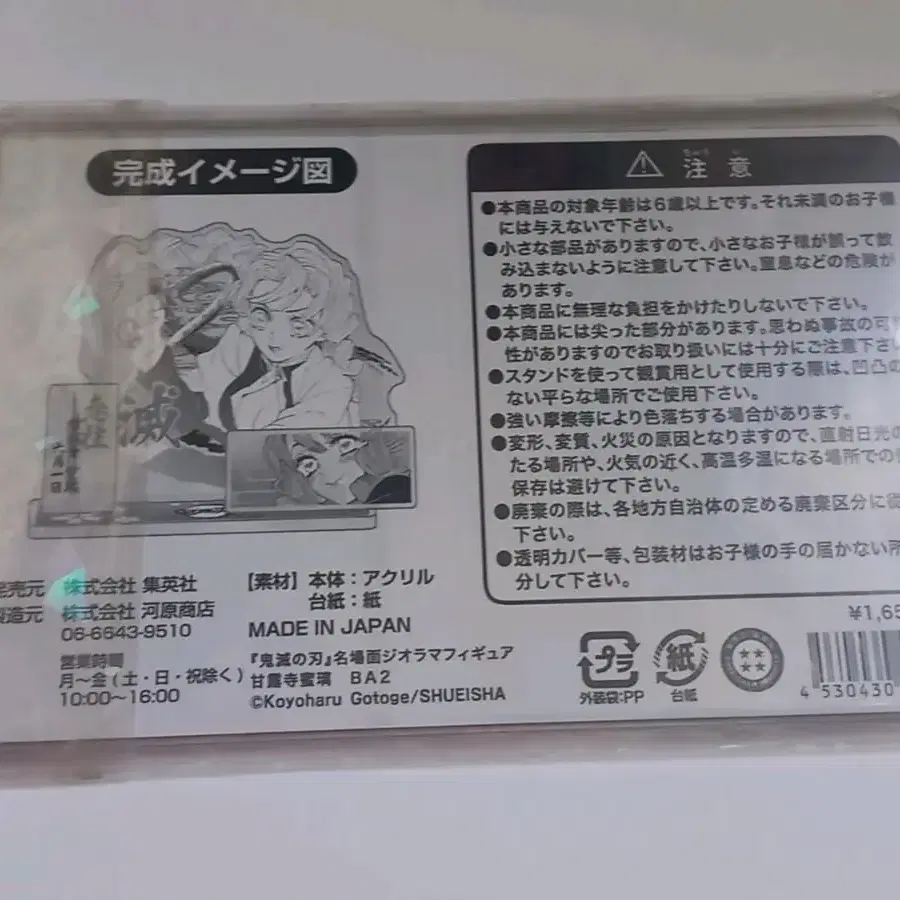 完成イメージ図
滅
発売元 株式会社 集英社
製造元 株式会社 河原商店
06-6643-9510
営業時間
月～金(土・日・祝除く)
10:00～16:00
【素材】本体：アクリル
台紙：紙
MADE IN JAPAN
『鬼滅の刃』名場面ジオラマフィギュア
甘露寺蜜璃 BA2
©Koyoharu Gotoge/SHUEISHA
⚠ 注意
●本商品の対象年齢は6歳以上です。それ未満のお子様
には与えないで下さい。
●小さな部品がありますので、小さなお子様が誤って飲
み込まないように注意して下さい。窒息などの危険が
あります。
●本商品に無理な負担をかけたりしないで下さい。
●本商品には尖った部分があります。思わぬ事故の可
性がありますのでお取り扱いには十分にご注意下さ
●スタンドを使って観賞用として使用する際は、凹凸の
ない平らな場所でご使用下さい。
●強い摩擦等により色落ちする場合があります。
●変形、変質、火災の原因となりますので、直射日光の
たる場所や、火気の近く、高温多湿になる場所での
保存は避けて下さい。
●廃棄の際は、各地方自治体の定める廃棄区分に従
下さい。
●透明カバー等、包装材はお子様の手の届かない所
分して下さい。
¥1,65
プラ
外装袋:PP
紙
台紙
4 530430